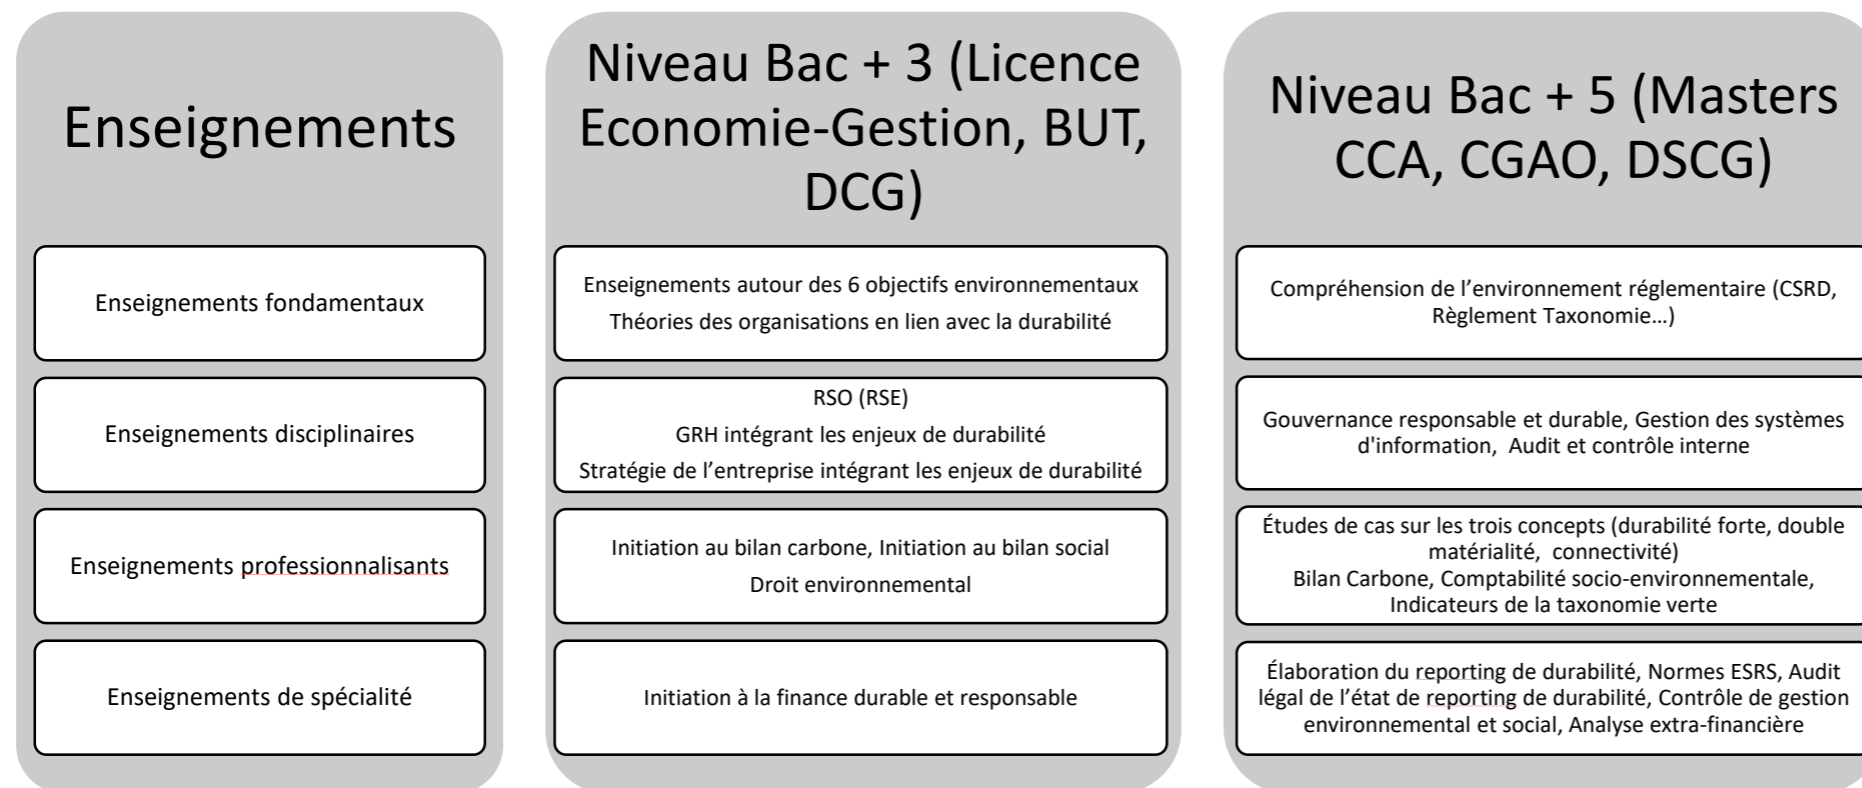 Enseignements
Enseignements fondamentaux
Enseignements disciplinaires
Enseignements professionnalisants
Enseignements de spécialité
Niveau Bac + 3 (Licence
Economie-Gestion, BUT,
DCG)
Enseignements autour des 6 objectifs environnementaux
Théories des organisations en lien avec la durabilité
RSO (RSE)
GRH intégrant les enjeux de durabilité
Stratégie de l’entreprise intégrant les enjeux de durabilité
Initiation au bilan carbone, Initiation au bilan social
Droit environnemental
Initiation à la finance durable et responsable
Niveau Bac + 5 (Masters
CCA, CGAO, DSCG)
Compréhension de l’environnement réglementaire (CSRD,
Règlement Taxonomie…)
Gouvernance responsable et durable, Gestion des systèmes
d'information, Audit et contrôle interne
Études de cas sur les trois concepts (durabilité forte, double
matérialité, connectivité)
Bilan Carbone, Comptabilité socio-environnementale,
Indicateurs de la taxonomie verte
Élaboration du reporting de durabilité, Normes ESRS, Audit
légal de l’état de reporting de durabilité, Contrôle de gestion
environnemental et social, Analyse extra-financière